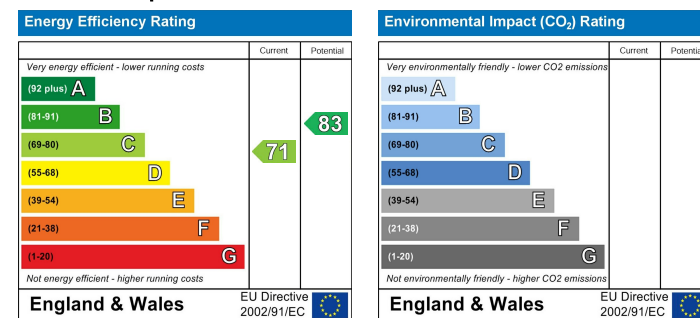 Energy Efficiency Rating
Current Potential
Very energy efficient - lower running costs
(92 plus) A
(81-91) B
83
(69-80) C
71
(55-68) D
(39-54) E
(21-38) F
(1-20) G
Not energy efficient - higher running costs
England & Wales
EU Directive
2002/91/EC
Environmental Impact (CO₂) Rating
Current Potentia
Very environmentally friendly - lower CO2 emissions
(92 plus) A
(81-91) B
(69-80) C
(55-68) D
(39-54) E
(21-38) F
(1-20) G
Not environmentally friendly - higher CO2 emissions
England & Wales
EU Directive
2002/91/EC